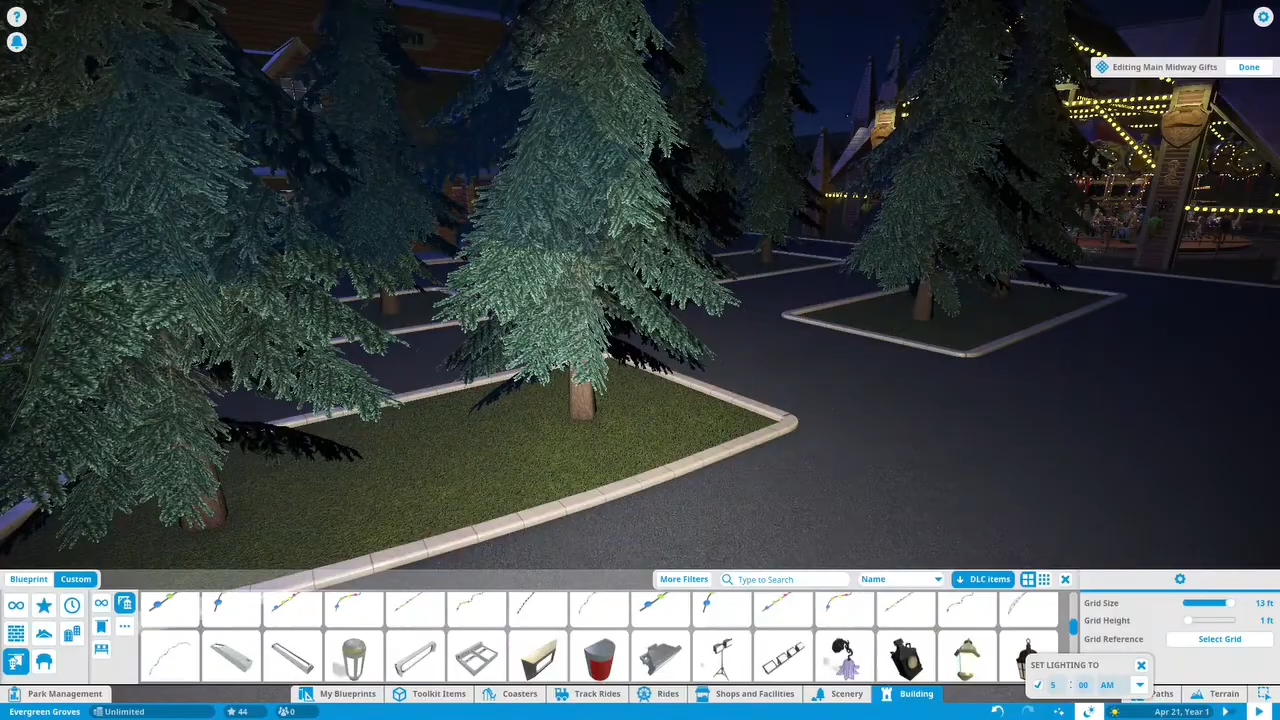 ?
Editing Main Midway Gifts Done
Blueprint Custom
More Filters Type to Search Name DLC items
Grid Size 13 ft
Grid Height 1 ft
Grid Reference Select Grid
SET LIGHTING TO
5 : 00 AM
Park Management My Blueprints Toolkit Items Coasters Track Rides Rides Shops and Facilities Scenery Building Paths Terrain
Evergreen Groves Unlimited 44 0 Apr 21, Year 1